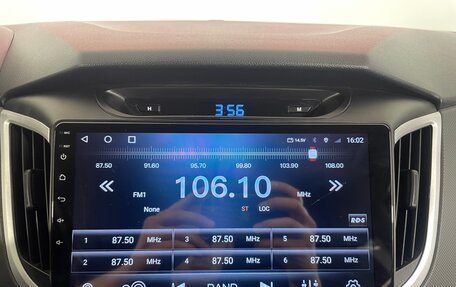 H 3:56 M
MIC 14.5V 16:02
87.50 91.60 95.70 99.80 103.90 108.00
FM1 106.10 MHz
None ST LOC
R·D·S
1 87.50 MHz 3 87.50 MHz 5 87.50 MHz
2 87.50 MHz 4 87.50 MHz 6 87.50 MHz
BAND